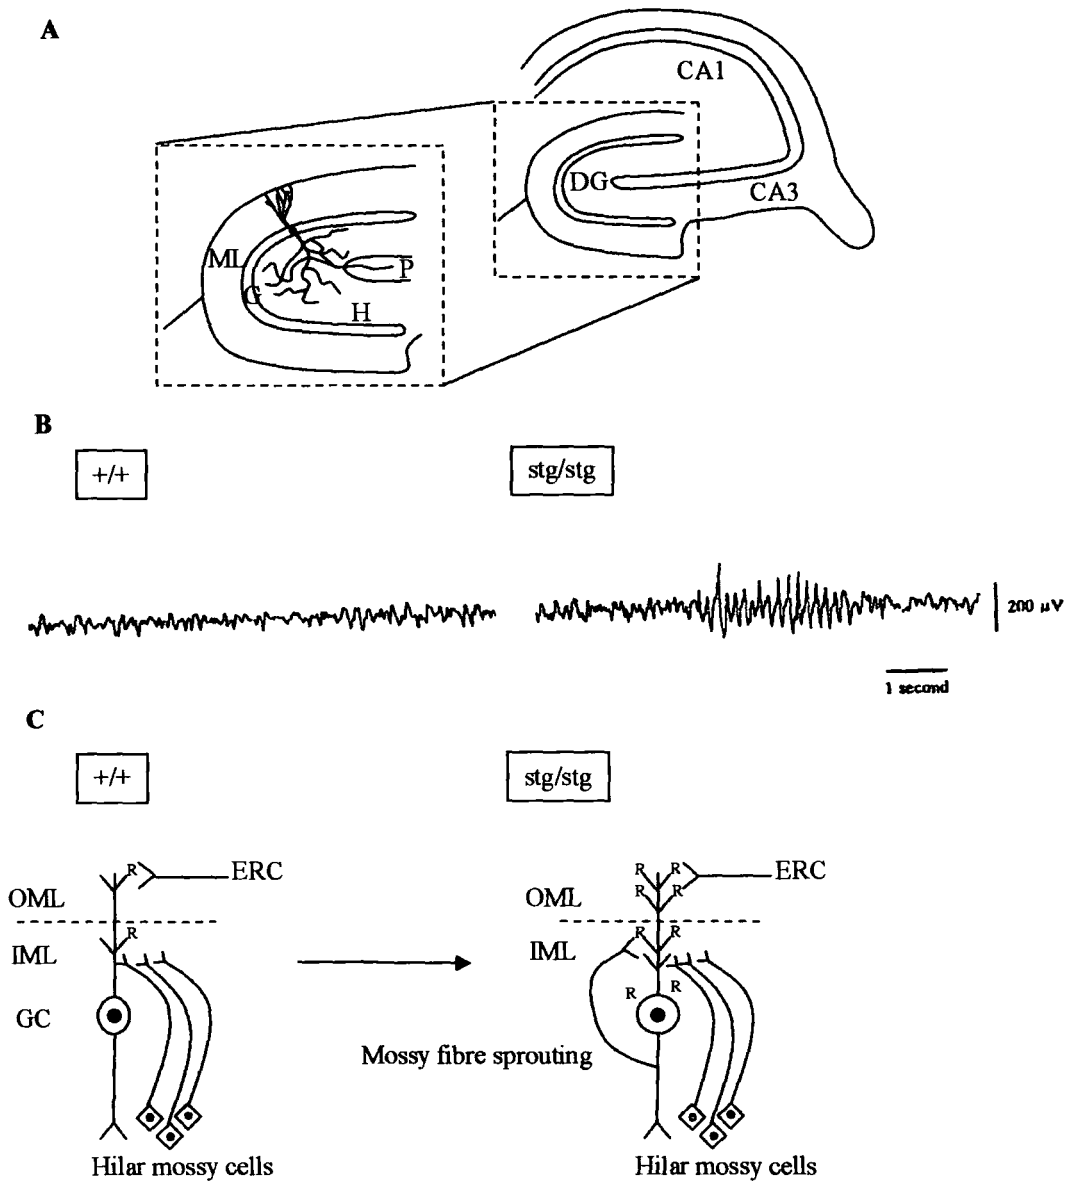 A
CA1
DG
CA3
ML
G
P
H
B
+/+ stg/stg
200 µV
1 second
C
+/+ stg/stg
R ERC R R ERC
OML R R OML
R R R
IML IML
R R
GC
Mossy fibre sprouting
Hilar mossy cells Hilar mossy cells